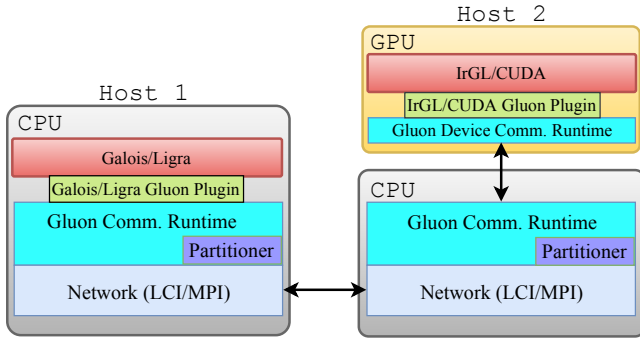 Host 1
CPU
Galois/Ligra
Galois/Ligra Gluon Plugin
Gluon Comm. Runtime
Partitioner
Network (LCI/MPI)
Host 2
GPU
IrGL/CUDA
IrGL/CUDA Gluon Plugin
Gluon Device Comm. Runtime
CPU
Gluon Comm. Runtime
Partitioner
Network (LCI/MPI)